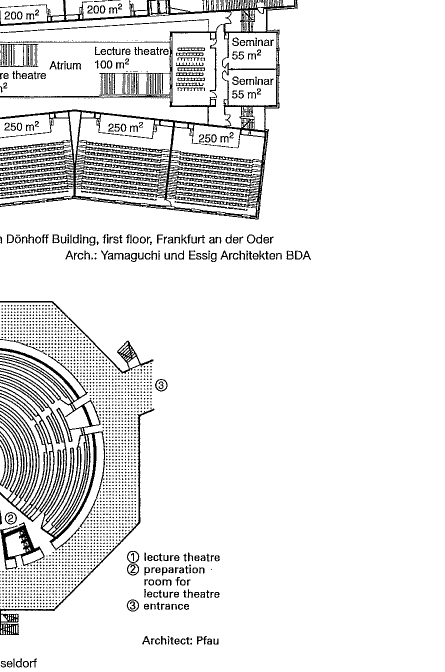 200 m²
200 m²
Lecture theatre
100 m²
Seminar
55 m²
Atrium
re theatre
m²
Seminar
55 m²
250 m²
250 m²
250 m²
n Dönhoff Building, first floor, Frankfurt an der Oder
Arch.: Yamaguchi und Essig Architekten BDA
③
②
① lecture theatre
② preparation
room for
lecture theatre
③ entrance
Architect: Pfau
seldorf